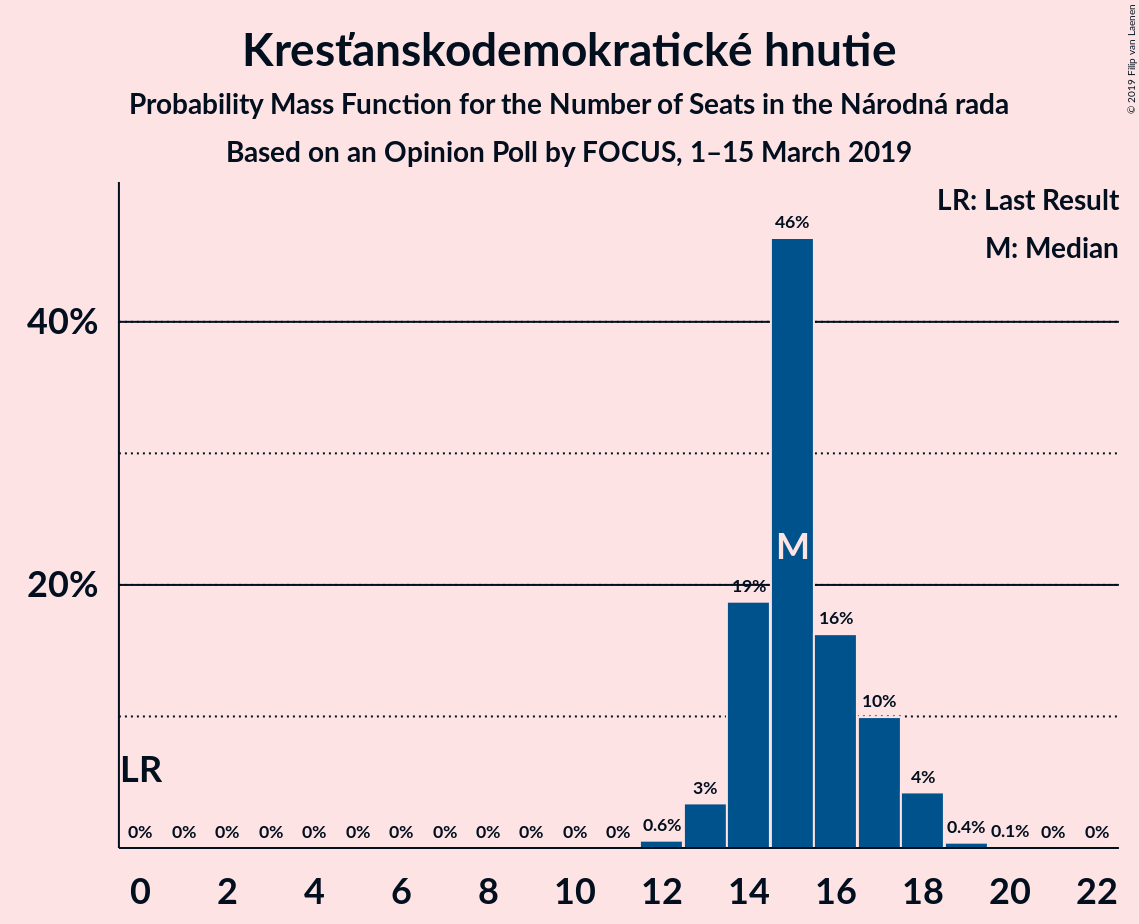 Kresťanskodemokratické hnutie
Probability Mass Function for the Number of Seats in the Národná rada
Based on an Opinion Poll by FOCUS, 1–15 March 2019
© 2019 Filip van Laenen
LR: Last Result
M: Median
46%
40%
M
20%
19%
16%
10%
LR
4%
3%
0% 0% 0% 0% 0% 0% 0% 0% 0% 0% 0% 0% 0.6% 0.4% 0.1% 0% 0%
0 2 4 6 8 10 12 14 16 18 20 22